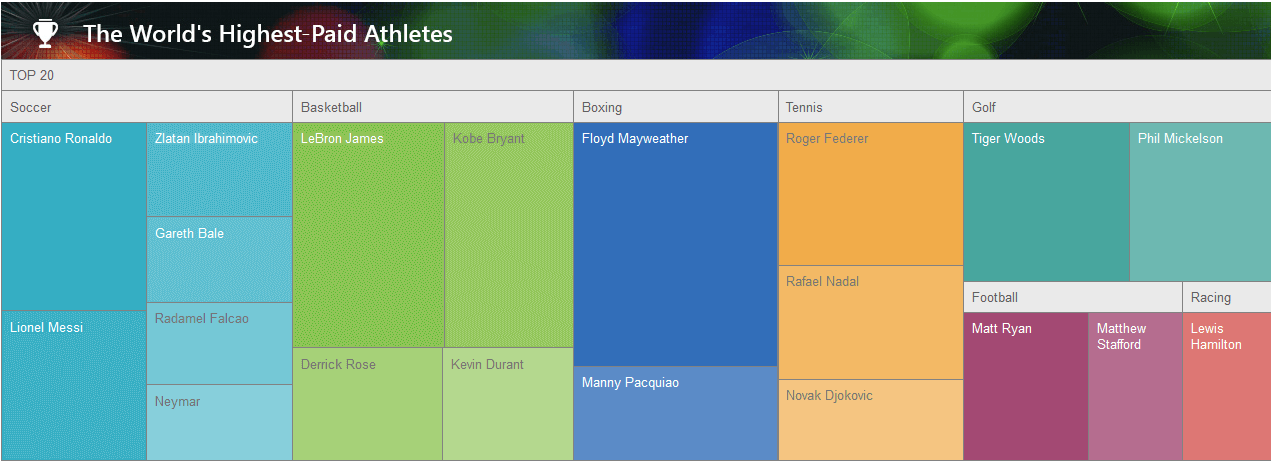 The World's Highest-Paid Athletes
TOP 20
Soccer
Cristiano Ronaldo
Lionel Messi
Zlatan Ibrahimovic
Gareth Bale
Radamel Falcao
Neymar
Basketball
LeBron James
Kobe Bryant
Derrick Rose
Kevin Durant
Boxing
Floyd Mayweather
Manny Pacquiao
Tennis
Roger Federer
Rafael Nadal
Novak Djokovic
Golf
Tiger Woods
Phil Mickelson
Football
Matt Ryan
Matthew
Stafford
Racing
Lewis
Hamilton